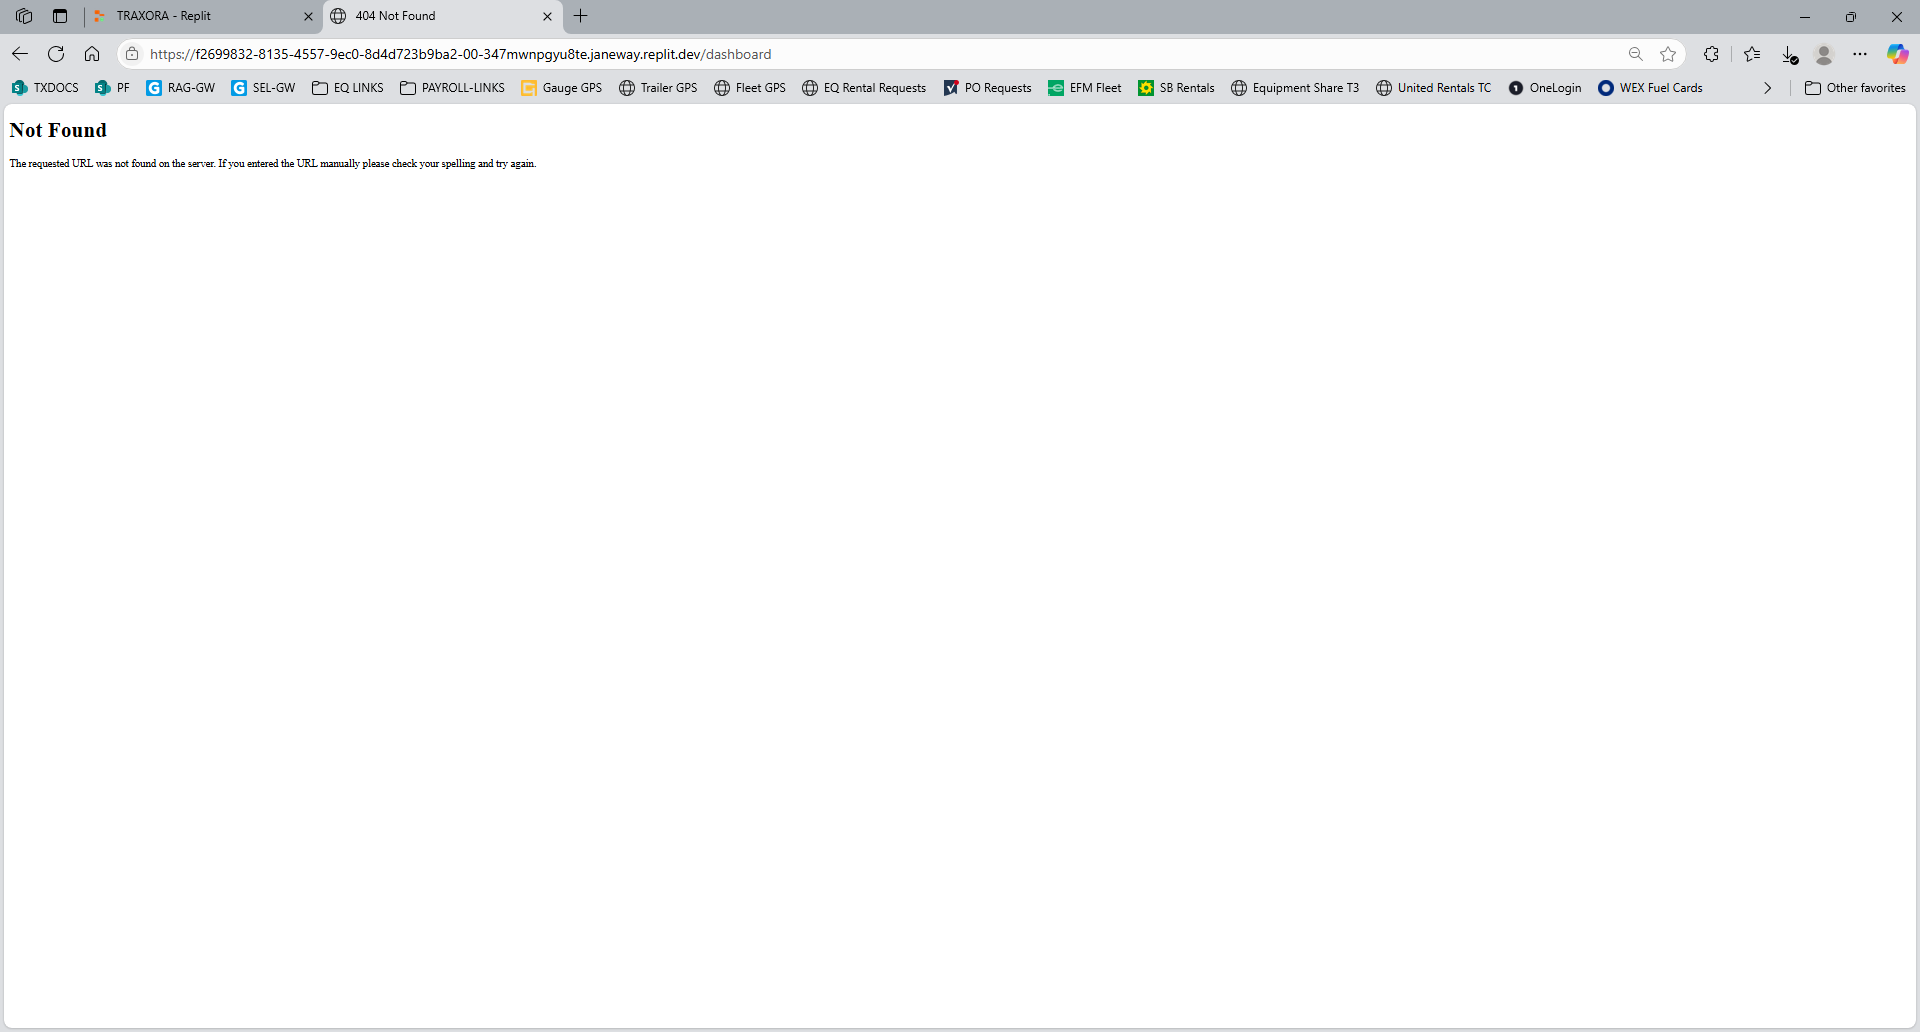 TRAXORA - Replit
404 Not Found
https://f2699832-8135-4557-9ec0-8d4d723b9ba2-00-347mwnpgyu8te.janeway.replit.dev/dashboard
TXDOCS PF RAG-GW SEL-GW EQ LINKS PAYROLL-LINKS Gauge GPS Trailer GPS Fleet GPS EQ Rental Requests PO Requests EFM Fleet SB Rentals Equipment Share T3 United Rentals TC OneLogin WEX Fuel Cards Other favorites
Not Found
The requested URL was not found on the server. If you entered the URL manually please check your spelling and try again.